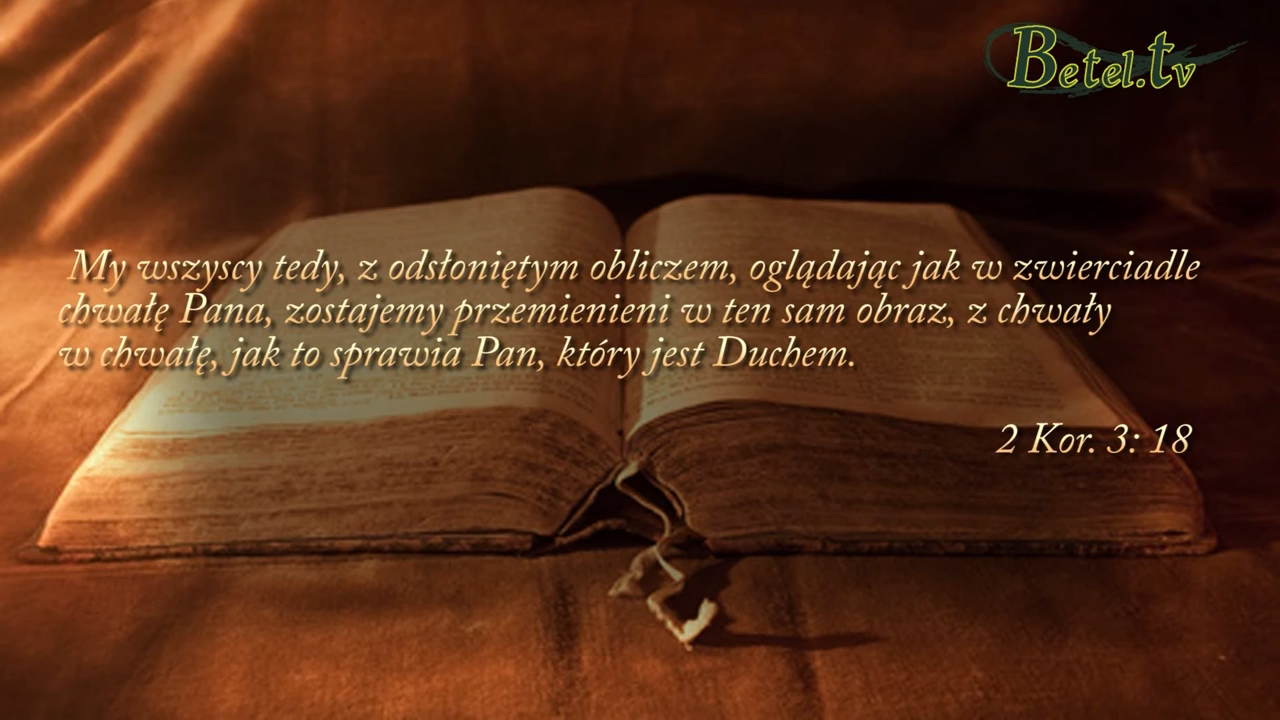 Betel.tv
My wszyscy tedy, z odsłoniętym obliczem, oglądając jak w zwierciadle
chwałę Pana, zostajemy przemienieni w ten sam obraz, z chwały
w chwałę, jak to sprawia Pan, który jest Duchem.
2 Kor. 3: 18